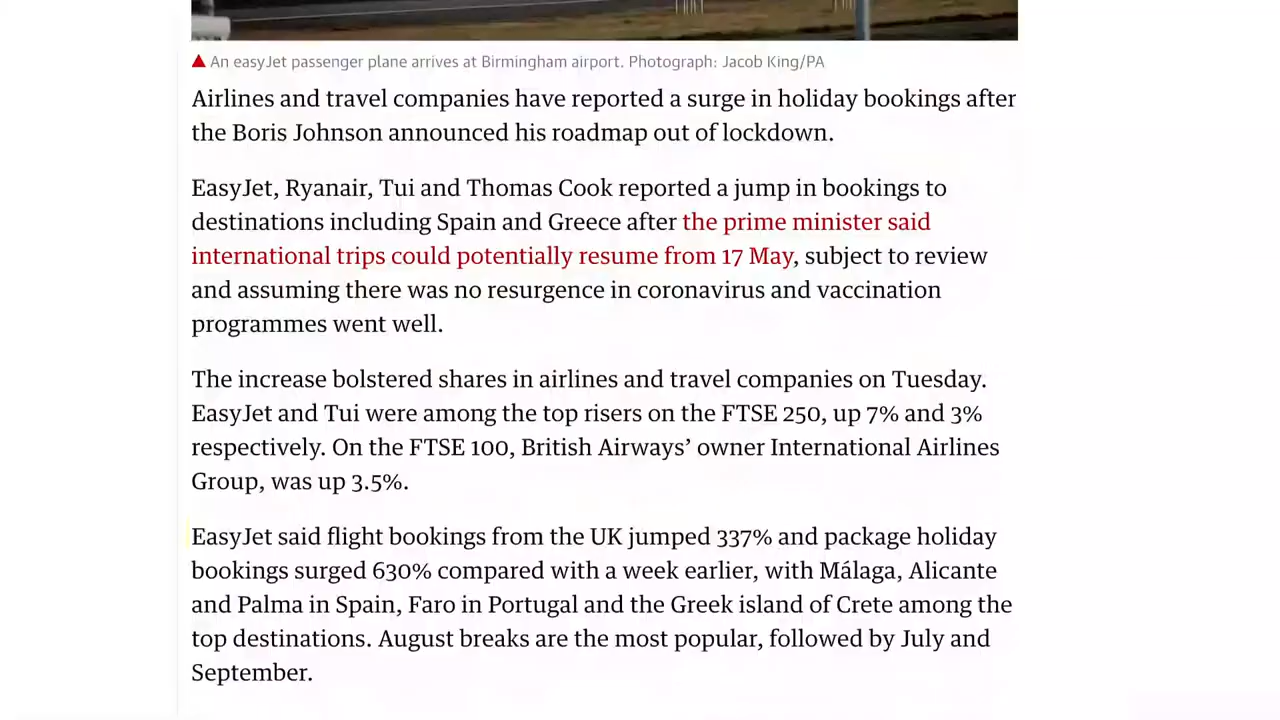 An easyJet passenger plane arrives at Birmingham airport. Photograph: Jacob King/PA
Airlines and travel companies have reported a surge in holiday bookings after
the Boris Johnson announced his roadmap out of lockdown.
EasyJet, Ryanair, Tui and Thomas Cook reported a jump in bookings to
destinations including Spain and Greece after the prime minister said
international trips could potentially resume from 17 May, subject to review
and assuming there was no resurgence in coronavirus and vaccination
programmes went well.
The increase bolstered shares in airlines and travel companies on Tuesday.
EasyJet and Tui were among the top risers on the FTSE 250, up 7% and 3%
respectively. On the FTSE 100, British Airways’ owner International Airlines
Group, was up 3.5%.
EasyJet said flight bookings from the UK jumped 337% and package holiday
bookings surged 630% compared with a week earlier, with Málaga, Alicante
and Palma in Spain, Faro in Portugal and the Greek island of Crete among the
top destinations. August breaks are the most popular, followed by July and
September.